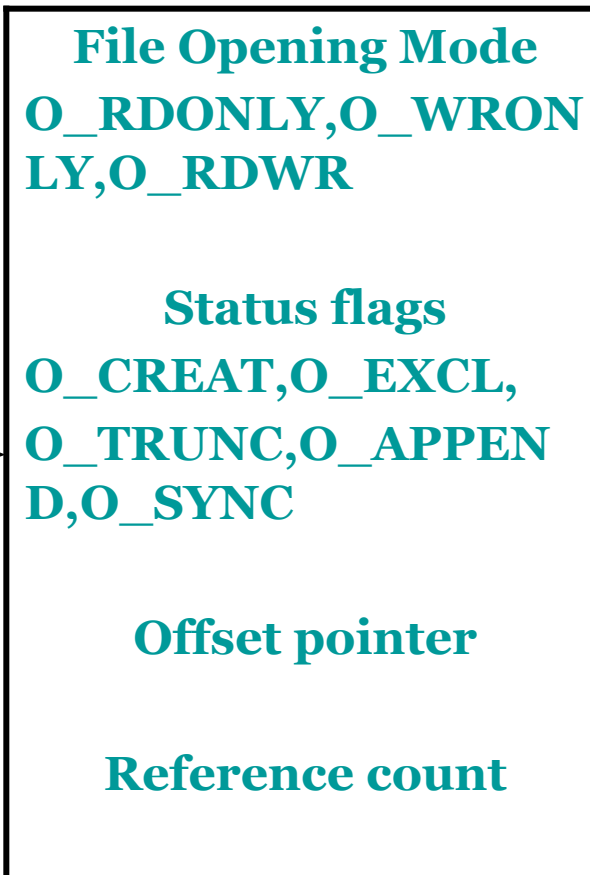 File Opening Mode
O_RDONLY,O_WRON
LY,O_RDWR
Status flags
O_CREAT,O_EXCL,
O_TRUNC,O_APPEN
D,O_SYNC
Offset pointer
Reference count